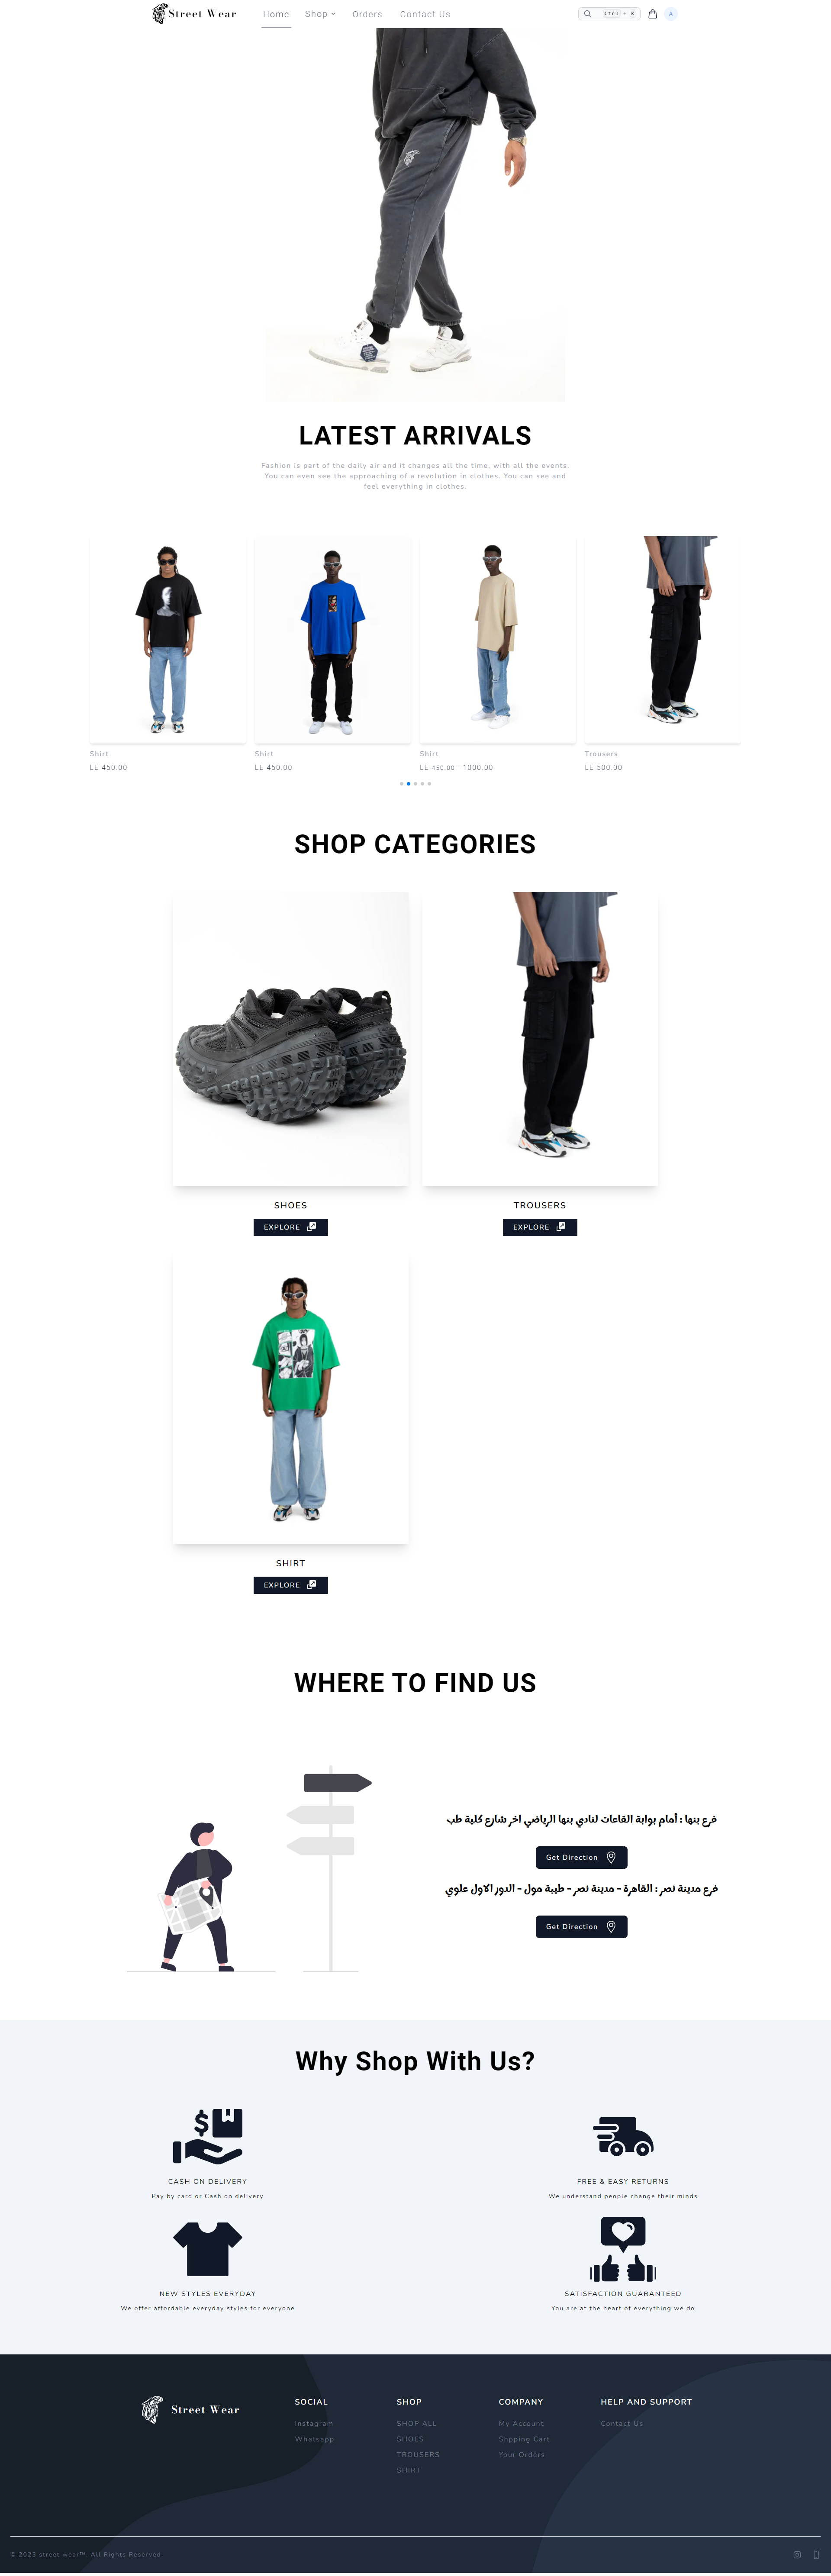 Street Wear
Home Shop Orders Contact Us
Ctrl + K
A
LATEST ARRIVALS
Fashion is part of the daily air and it changes all the time, with all the events.
You can even see the approaching of a revolution in clothes. You can see and
feel everything in clothes.
Shirt
LE 450.00
Shirt
LE 450.00
Shirt
LE 450.00 1000.00
Trousers
LE 500.00
SHOP CATEGORIES
SHOES
EXPLORE
TROUSERS
EXPLORE
SHIRT
EXPLORE
WHERE TO FIND US
فرع بنها : أمام بوابة القاعات لنادي بنها الرياضي اخر شارع كلية طب
Get Direction
فرع مدينة نصر : القاهرة - مدينة نصر - طيبة مول - الدور الاول علوي
Get Direction
Why Shop With Us?
CASH ON DELIVERY
Pay by card or Cash on delivery
FREE & EASY RETURNS
We understand people change their minds
NEW STYLES EVERYDAY
We offer affordable everyday styles for everyone
SATISFACTION GUARANTEED
You are at the heart of everything we do
Street Wear
SOCIAL
Instagram
Whatsapp
SHOP
SHOP ALL
SHOES
TROUSERS
SHIRT
COMPANY
My Account
Shpping Cart
Your Orders
HELP AND SUPPORT
Contact Us
© 2023 street wear™. All Rights Reserved.